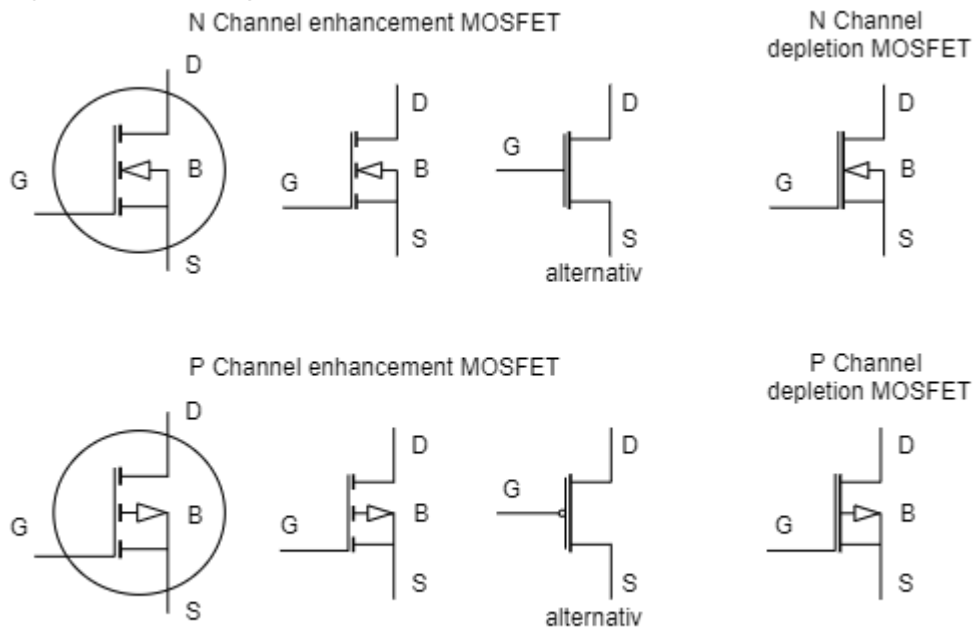 N Channel enhancement MOSFET
N Channel
depletion MOSFET
D
G
B
S
D
G
B
S
D
G
S
alternativ
D
G
B
S
P Channel enhancement MOSFET
P Channel
depletion MOSFET
D
G
B
S
D
G
B
S
D
G
S
alternativ
D
G
B
S